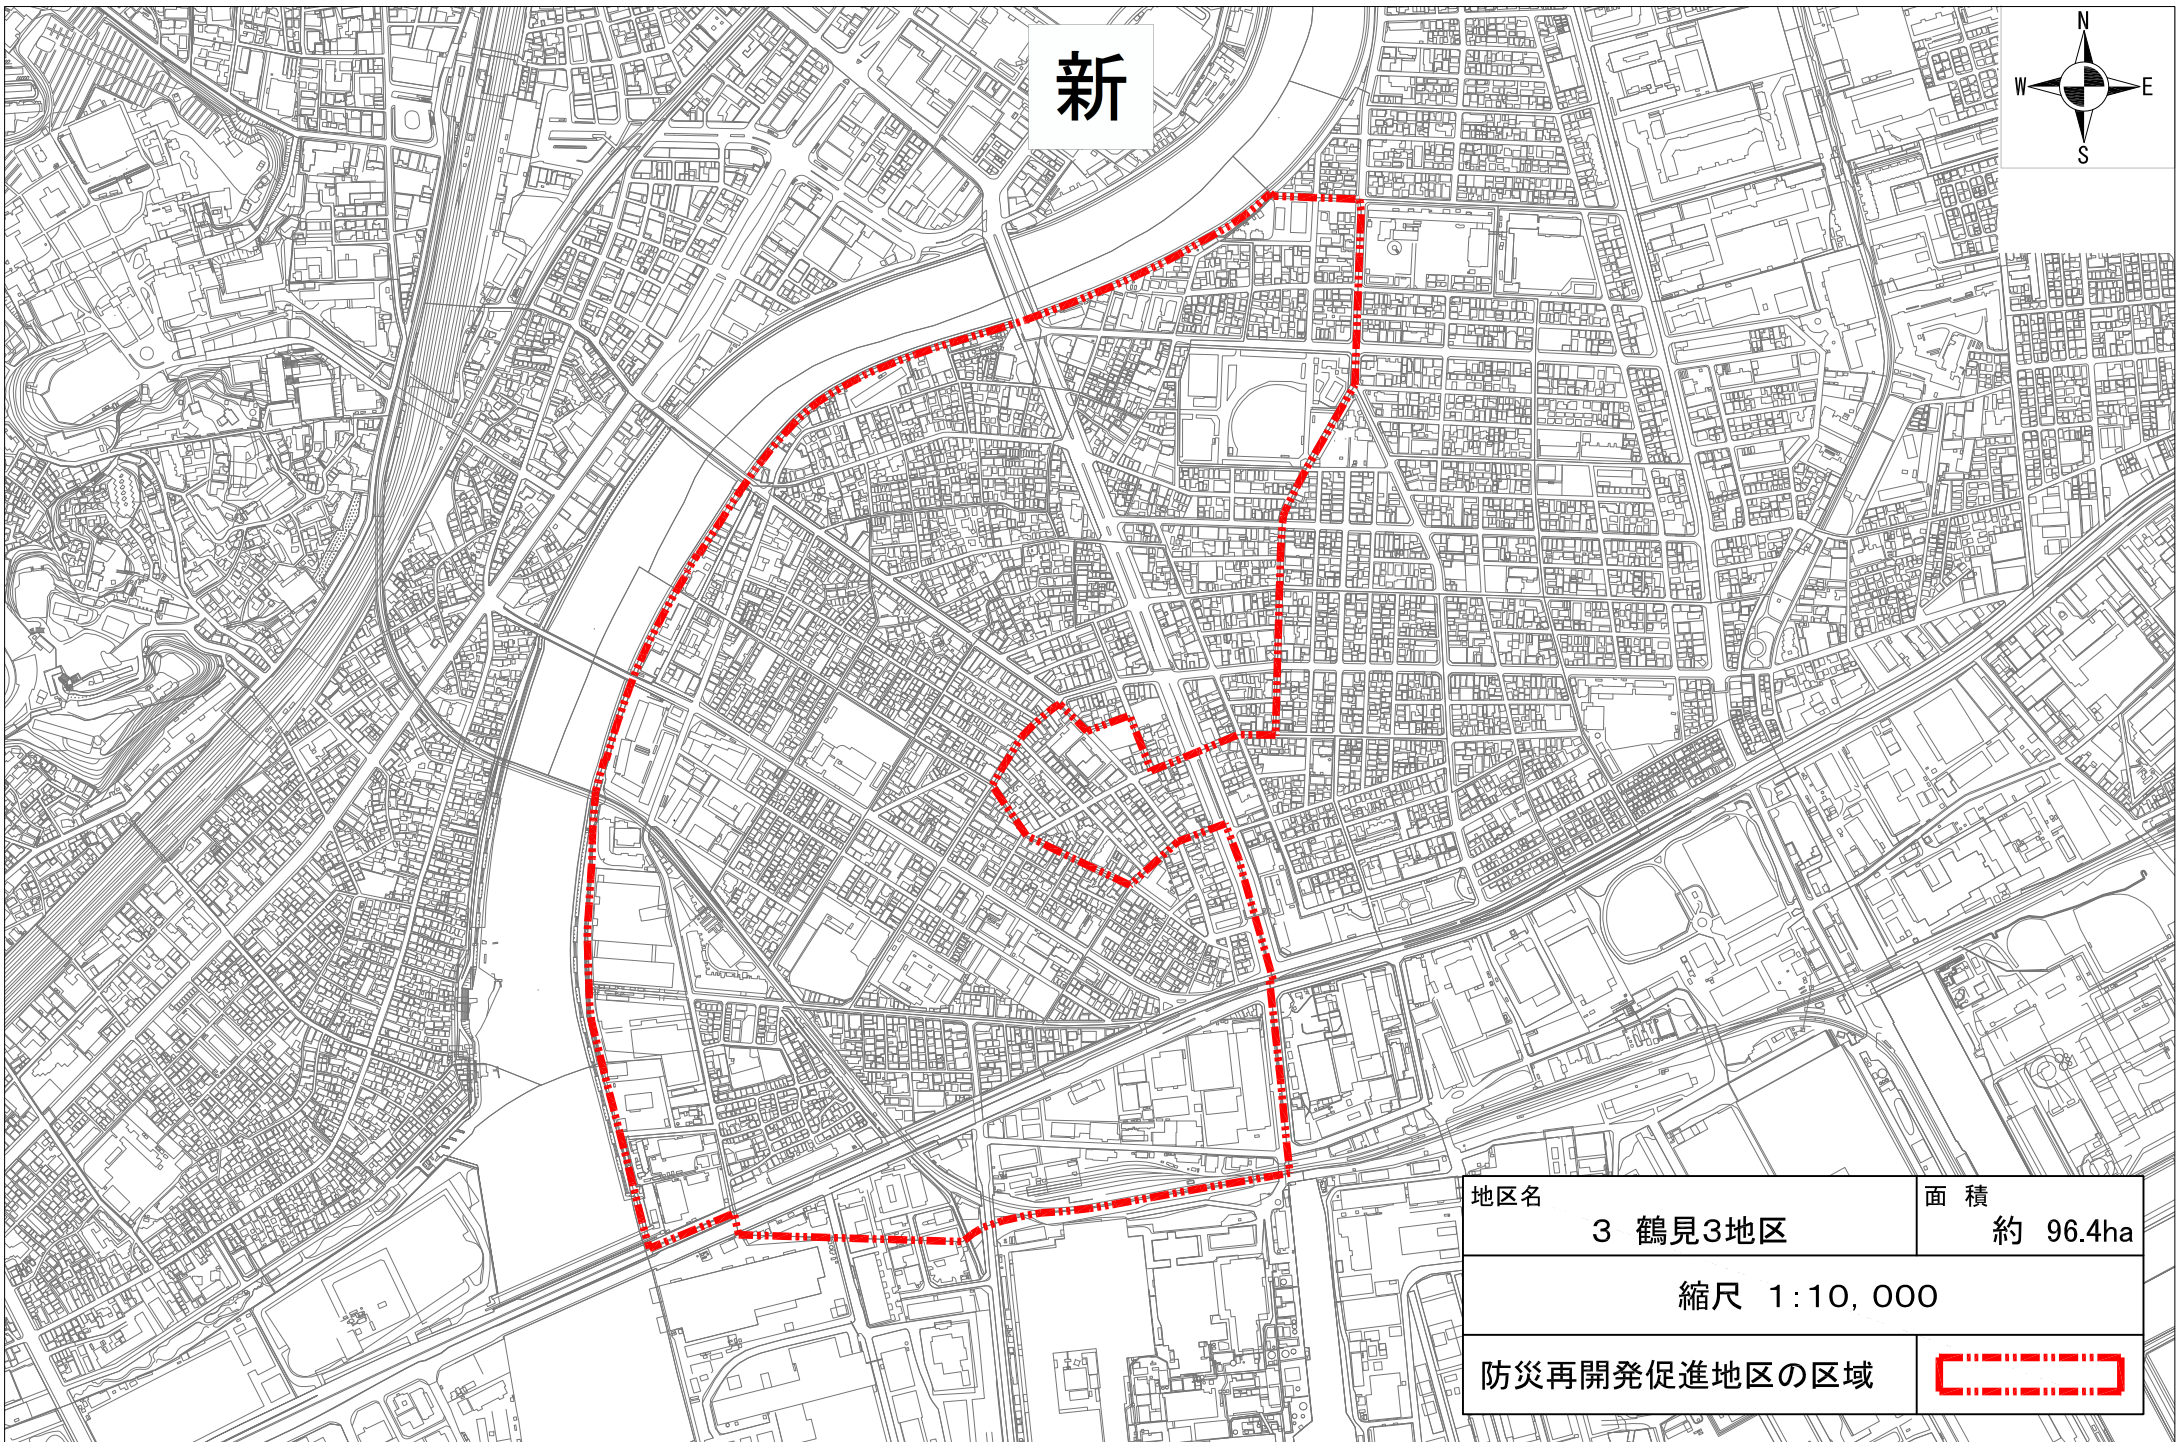 新
N
W E
S
地区名
3 鶴見3地区
面 積
約 96.4ha
縮尺 1:10,000
防災再開発促進地区の区域